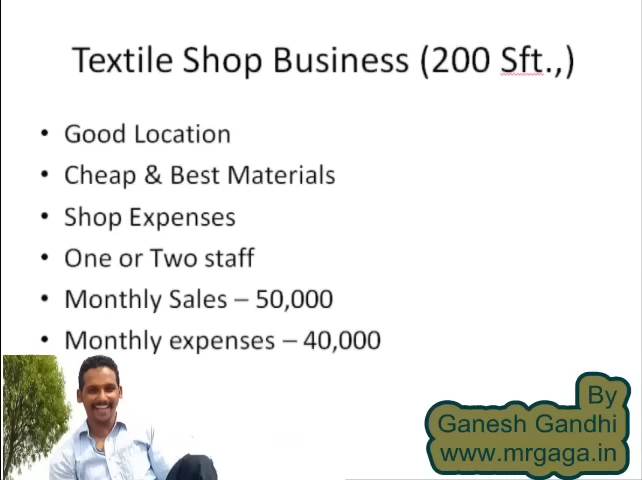 Textile Shop Business (200 Sft.,)
• Good Location
• Cheap & Best Materials
• Shop Expenses
• One or Two staff
• Monthly Sales – 50,000
• Monthly expenses – 40,000
By
Ganesh Gandhi
www.mrgaga.in